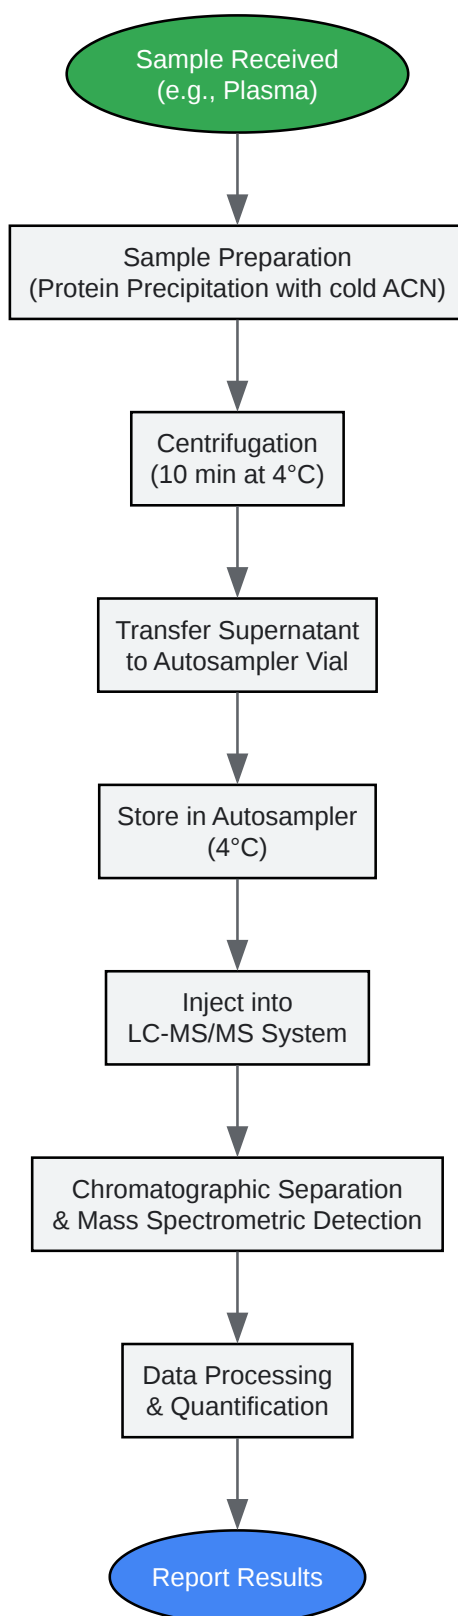 Sample Received
(e.g., Plasma)
Sample Preparation
(Protein Precipitation with cold ACN)
Centrifugation
(10 min at 4°C)
Transfer Supernatant
to Autosampler Vial
Store in Autosampler
(4°C)
Inject into
LC-MS/MS System
Chromatographic Separation
& Mass Spectrometric Detection
Data Processing
& Quantification
Report Results